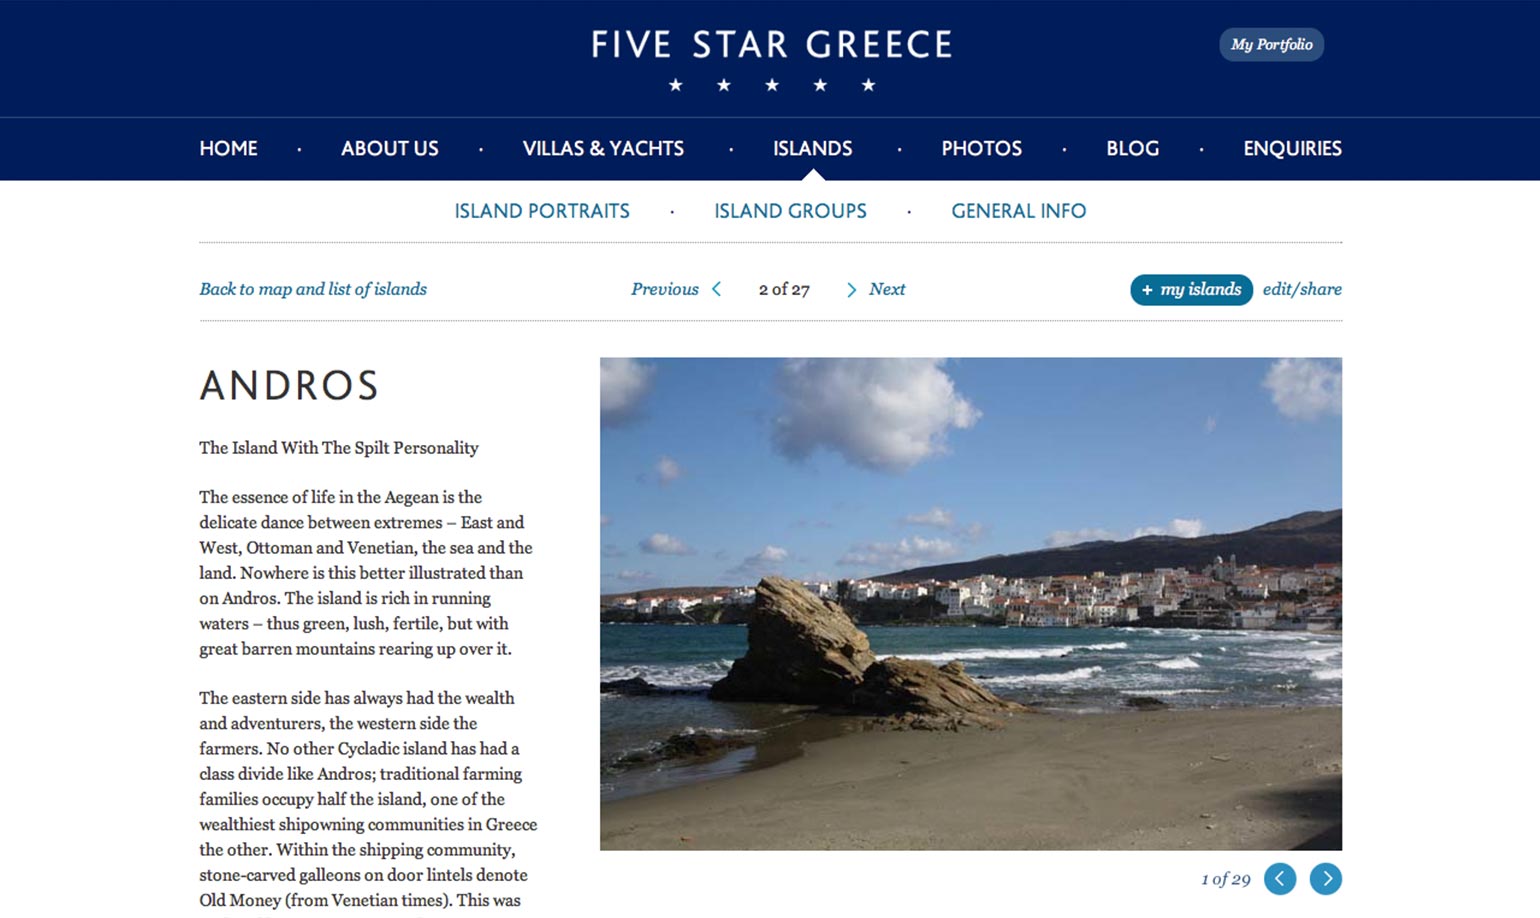 FIVE STAR GREECE
My Portfolio
HOME · ABOUT US · VILLAS & YACHTS · ISLANDS · PHOTOS · BLOG · ENQUIRIES
ISLAND PORTRAITS · ISLAND GROUPS · GENERAL INFO
Back to map and list of islands
Previous < 2 of 27 > Next
+ my islands edit/share
ANDROS
The Island With The Spilt Personality
The essence of life in the Aegean is the
delicate dance between extremes – East and
West, Ottoman and Venetian, the sea and the
land. Nowhere is this better illustrated than
on Andros. The island is rich in running
waters – thus green, lush, fertile, but with
great barren mountains rearing up over it.
The eastern side has always had the wealth
and adventurers, the western side the
farmers. No other Cycladic island has had a
class divide like Andros; traditional farming
families occupy half the island, one of the
wealthiest shipowning communities in Greece
the other. Within the shipping community,
stone-carved galleons on door lintels denote
Old Money (from Venetian times). This was
1 of 29